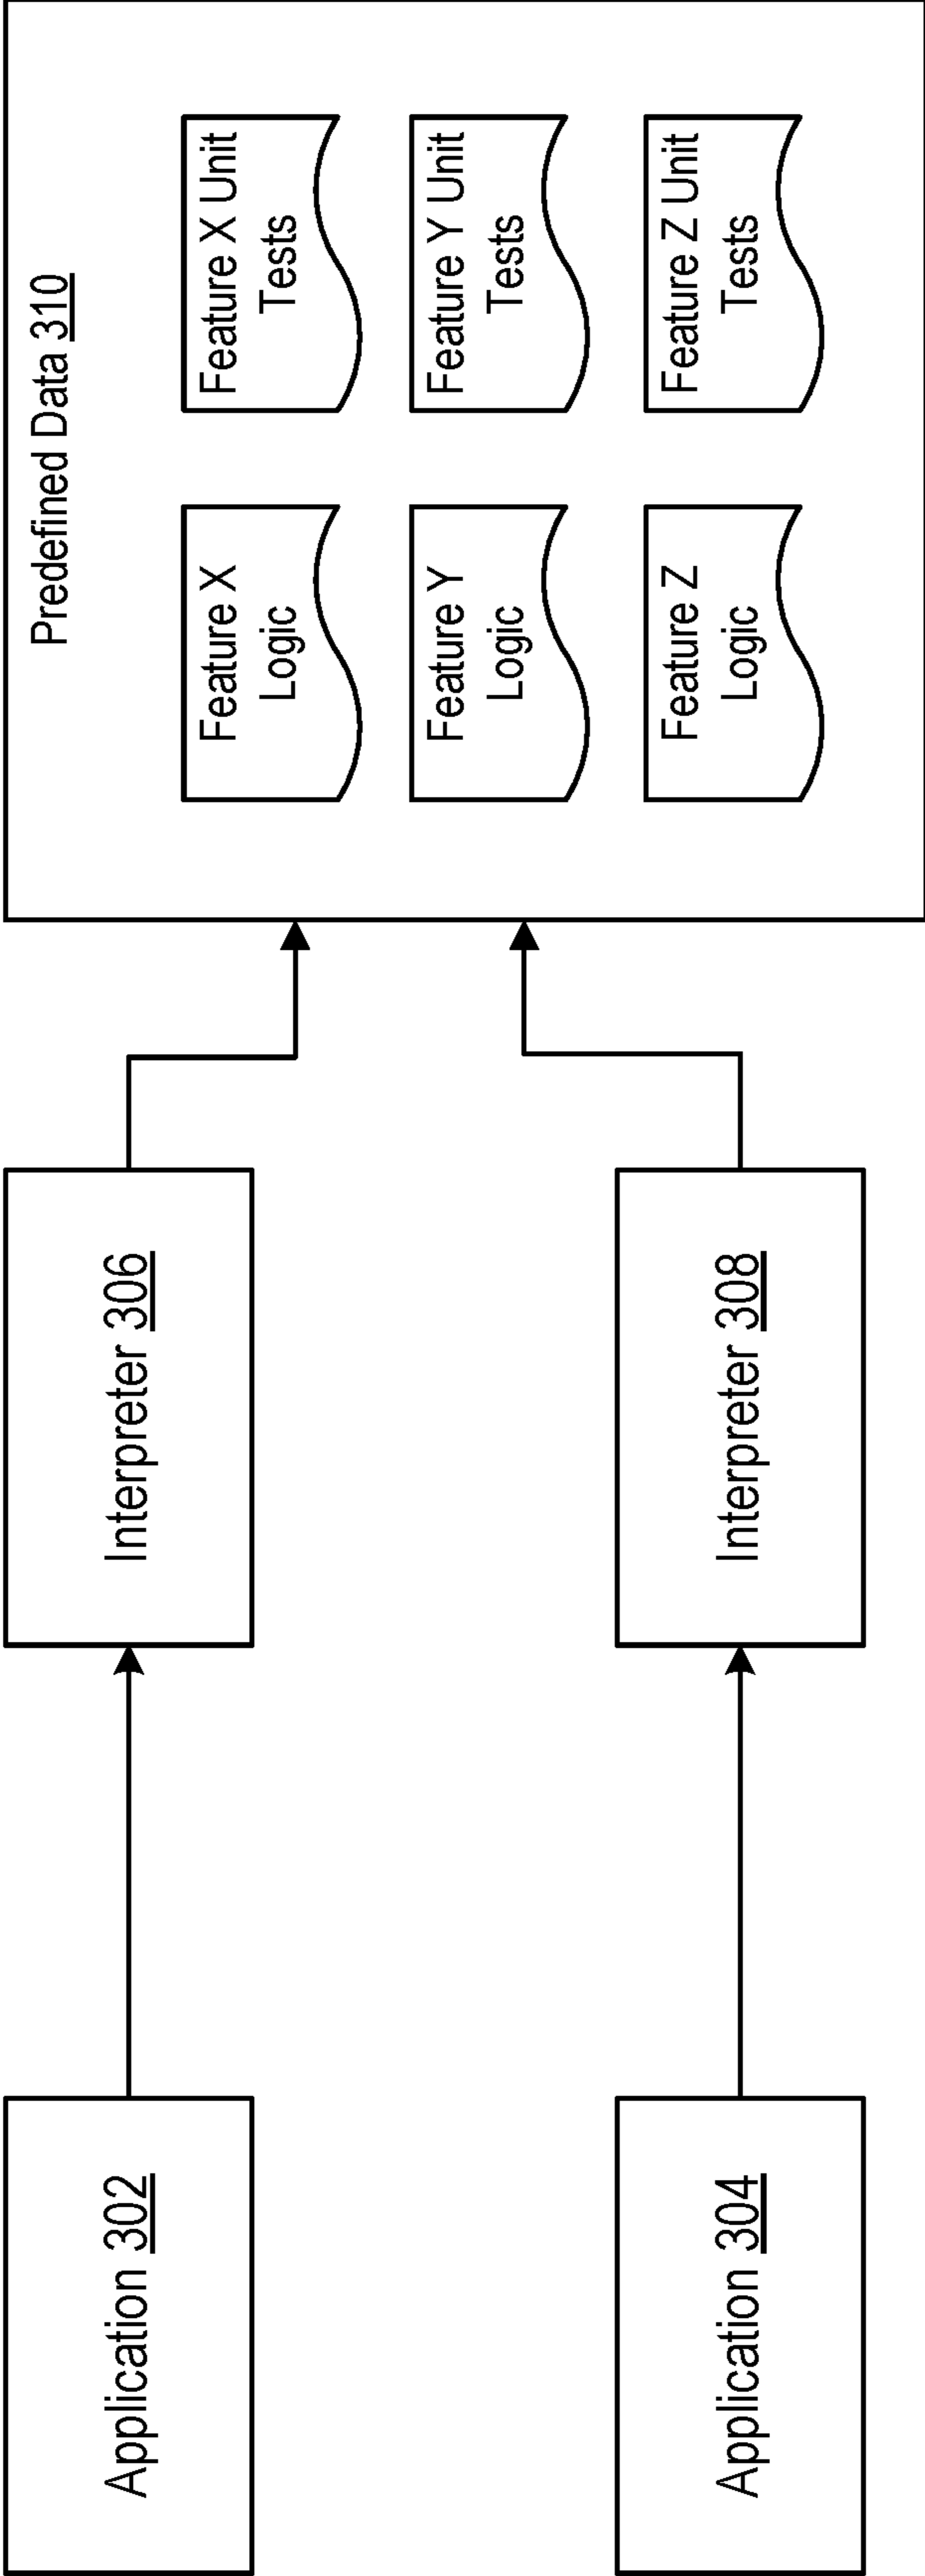 Application 302
Interpreter 306
Predefined Data 310
Feature X
Logic
Feature X Unit
Tests
Feature Y
Logic
Feature Y Unit
Tests
Feature Z
Logic
Feature Z Unit
Tests
Application 304
Interpreter 308